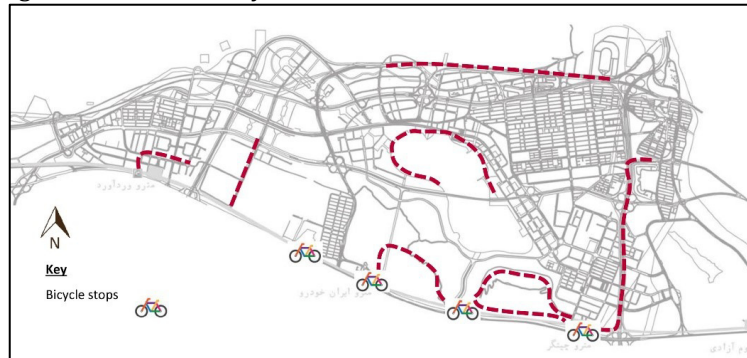 مترو وردآورد
N
Key
مترو ایران خودرو
Bicycle stops
مترو چیتگر